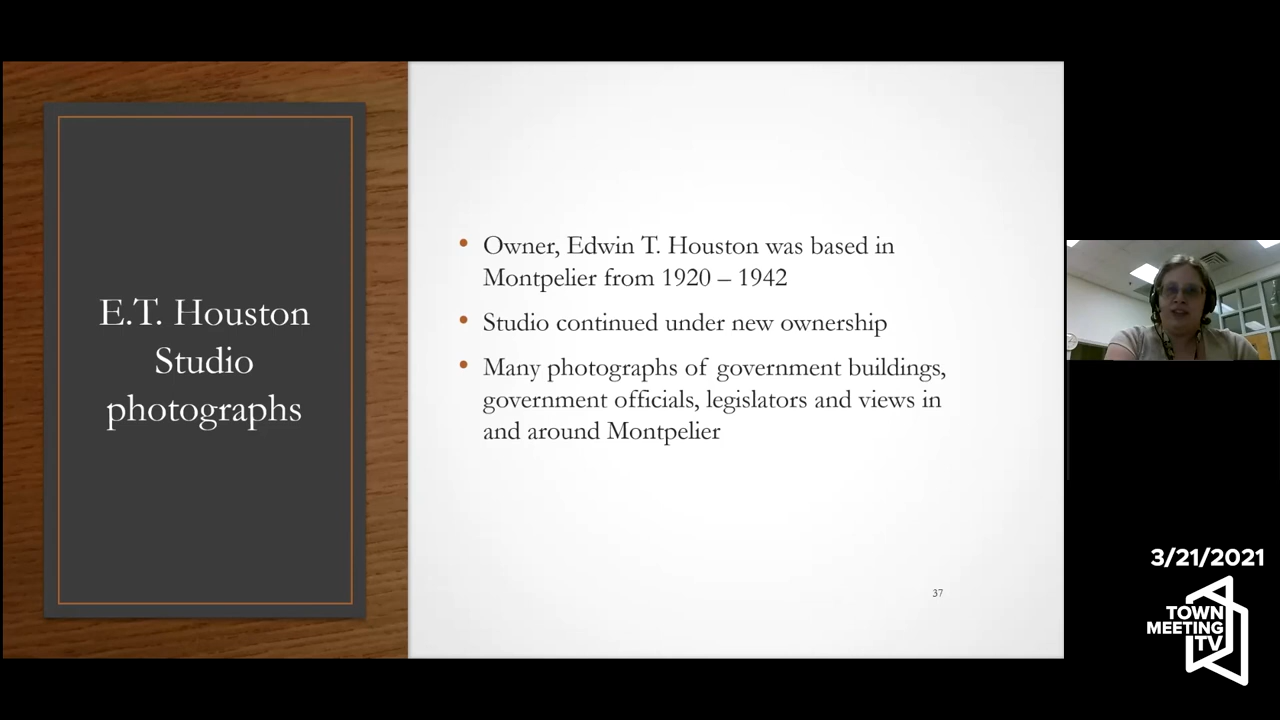 E.T. Houston
Studio
photographs
• Owner, Edwin T. Houston was based in
Montpelier from 1920 – 1942
• Studio continued under new ownership
• Many photographs of government buildings,
government officials, legislators and views in
and around Montpelier
37
3/21/2021
TOWN
MEETING
TV